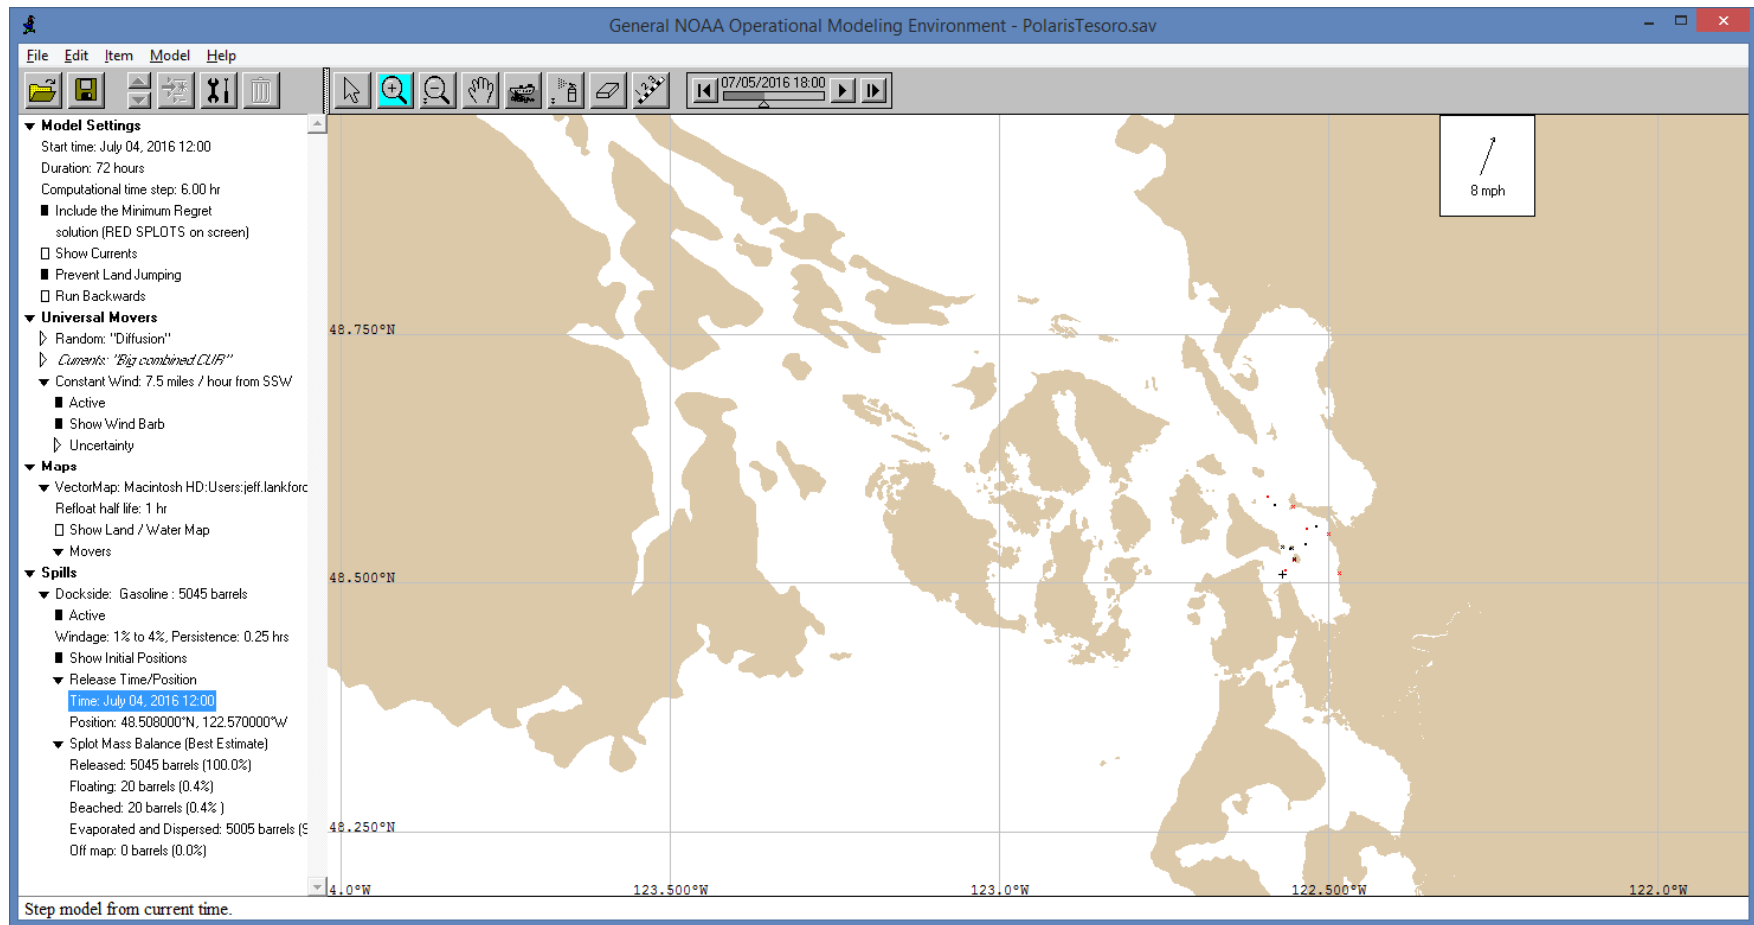 General NOAA Operational Modeling Environment - PolarisTesoro.sav
File Edit Item Model Help
07/05/2016 18:00
Model Settings
Start time: July 04, 2016 12:00
Duration: 72 hours
Computational time step: 6.00 hr
Include the Minimum Regret
solution (RED SPLOTS on screen)
Show Currents
Prevent Land Jumping
Run Backwards
Universal Movers
Random: "Diffusion"
Currents: "Big combined.CUR"
Constant Wind: 7.5 miles / hour from SSW
Active
Show Wind Barb
Uncertainty
Maps
VectorMap: Macintosh HD:Users:jeff.lankford
Refloat half life: 1 hr
Show Land / Water Map
Movers
Spills
Dockside: Gasoline : 5045 barrels
Active
Windage: 1% to 4%, Persistence: 0.25 hrs
Show Initial Positions
Release Time/Position
Time: July 04, 2016 12:00
Position: 48.508000°N, 122.570000°W
Splot Mass Balance (Best Estimate)
Released: 5045 barrels (100.0%)
Floating: 20 barrels (0.4%)
Beached: 20 barrels (0.4% )
Evaporated and Dispersed: 5005 barrels (9
Off map: 0 barrels (0.0%)
8 mph
48.750°N
48.500°N
48.250°N
4.0°W 123.500°W 123.0°W 122.500°W 122.0°W
Step model from current time.